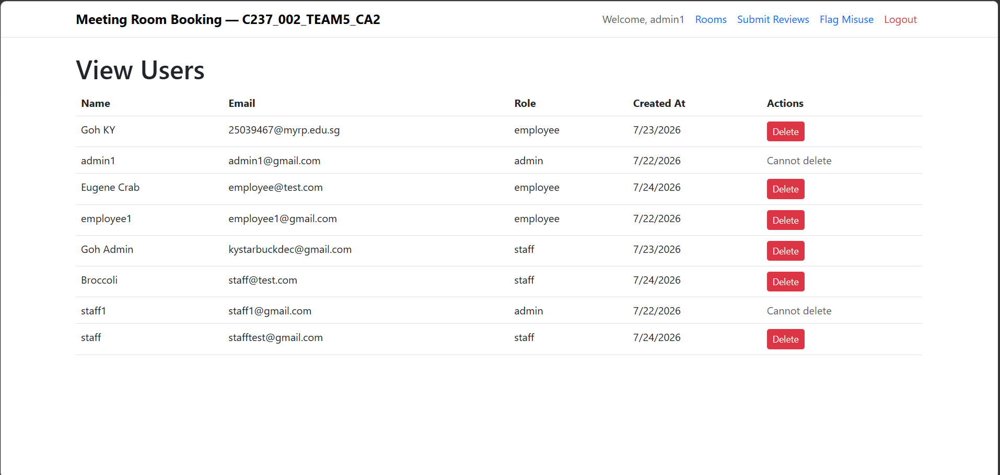 Meeting Room Booking — C237_002_TEAM5_CA2 Welcome, admin1 Rooms Submit Reviews Flag Misuse Logout
View Users
Name Email Role Created At Actions
Goh KY 25039467@myrp.edu.sg employee 7/23/2026 Delete
admin1 admin1@gmail.com admin 7/22/2026 Cannot delete
Eugene Crab employee@test.com employee 7/24/2026 Delete
employee1 employee1@gmail.com employee 7/22/2026 Delete
Goh Admin kystarbuckdec@gmail.com staff 7/23/2026 Delete
Broccoli staff@test.com staff 7/24/2026 Delete
staff1 staff1@gmail.com admin 7/22/2026 Cannot delete
staff stafftest@gmail.com staff 7/24/2026 Delete